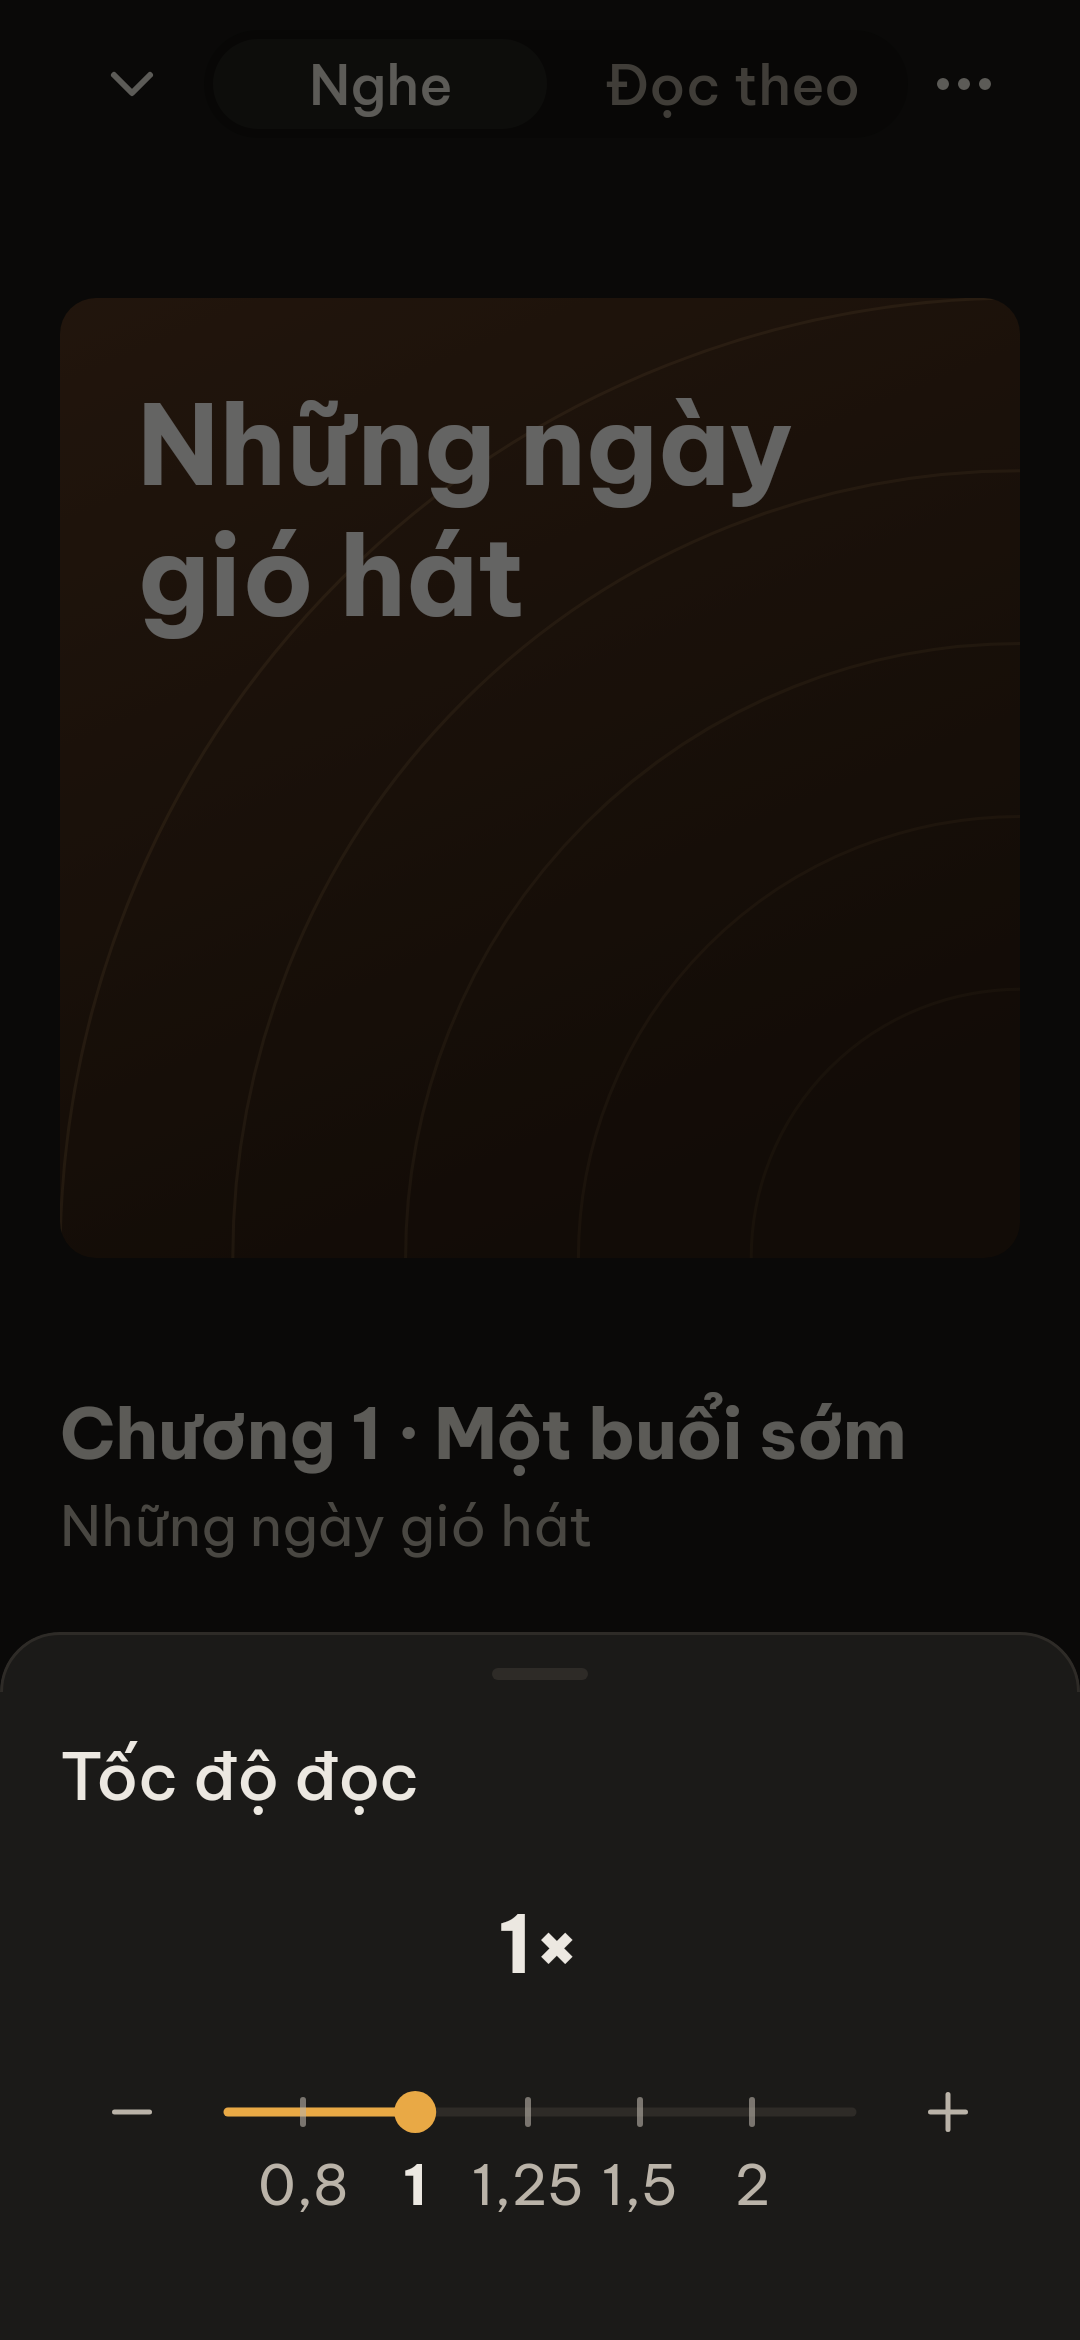 Nghe Đọc theo
Những ngày
gió hát
Chương 1 · Một buổi sớm
Những ngày gió hát
Tốc độ đọc
1×
0,8 1 1,25 1,5 2